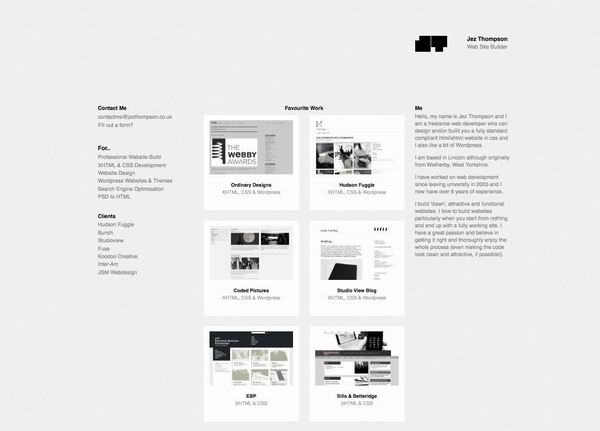 Jez Thompson
Web Site Builder
Contact Me
contactme@jezthompson.co.uk
Fill out a form?
For..
Professional Website Build
XHTML & CSS Development
Website Design
Wordpress Websites & Themes
Search Engine Optimisation
PSD to HTML
Clients
Hudson Fuggle
Bunch
Studioview
Fuse
Koodoo Creative
Inter-Arc
JGM Webdesign
Favourite Work
THE
WEBBY
AWARDS
Ordinary Designs
XHTML, CSS & Wordpress
Hudson Fuggle
XHTML, CSS & Wordpress
Coded Pictures
XHTML, CSS & Wordpress
Studio View Blog
XHTML, CSS & Wordpress
EBP
XHTML & CSS
Sills & Betteridge
XHTML & CSS
Me
Hello, my name is Jez Thompson and I
am a freelance web developer who can
design and/or build you a fully standard
compliant html/xhtml website in css and
I also like a bit of Wordpress.
I am based in Lincoln although originally
from Wetherby, West Yorkshire.
I have worked on web development
since leaving university in 2003 and I
now have over 6 years of experience.
I build 'clean', attractive and functional
websites. I love to build websites
particularly when you start from nothing
and end up with a fully working site. I
have a great passion and believe in
getting it right and thoroughly enjoy the
whole process (even making the code
look clean and attractive, if possible!).